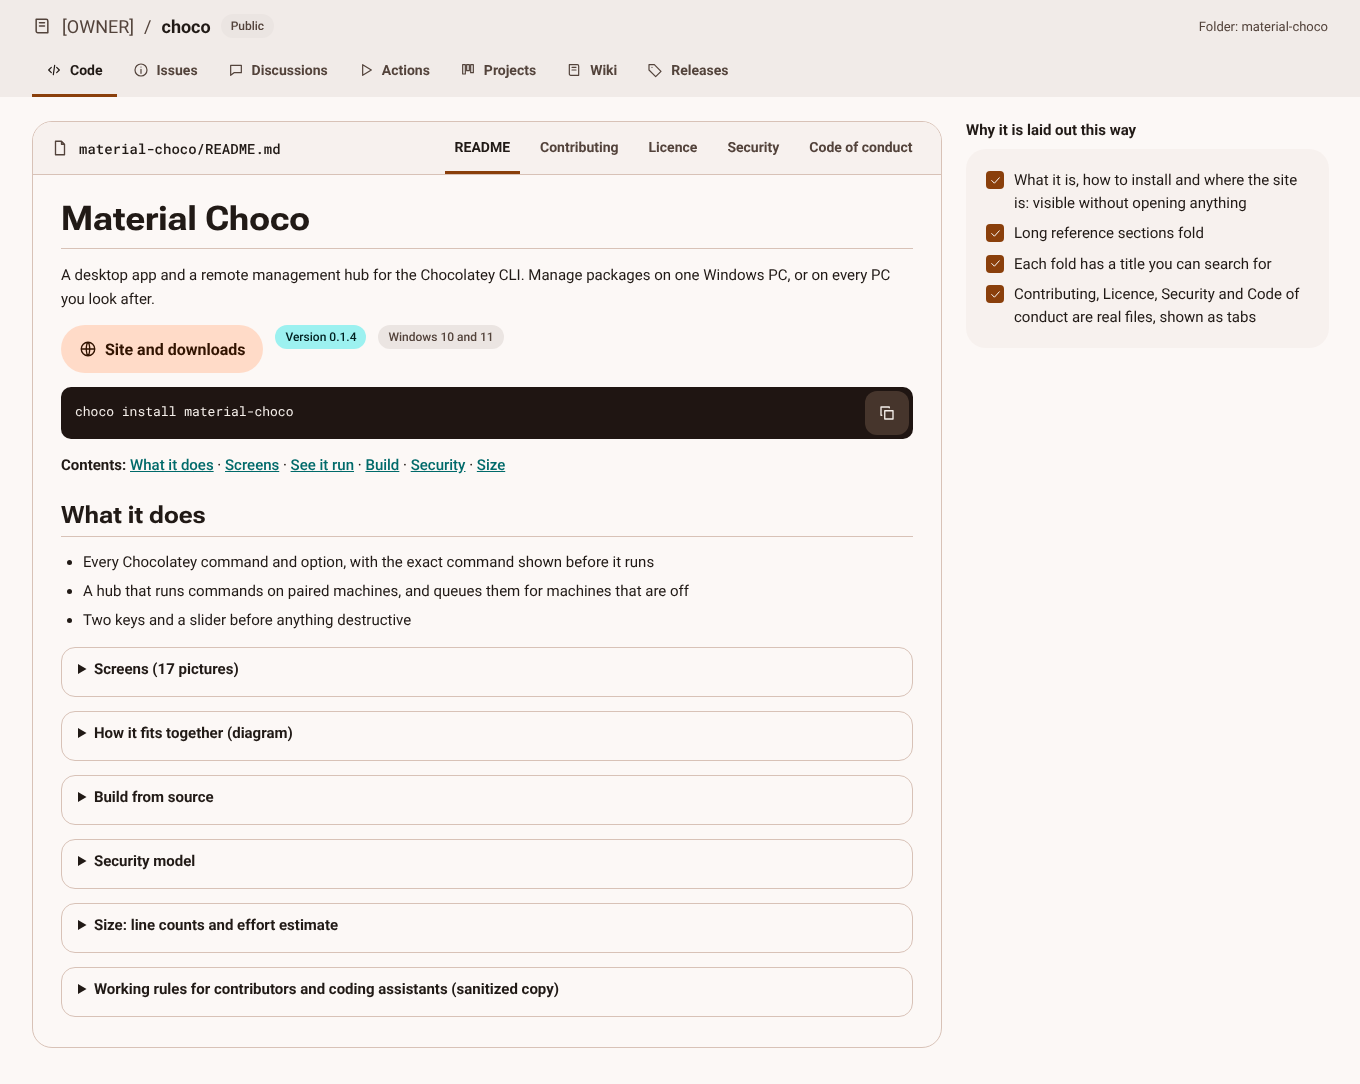 [OWNER] / choco Public
Folder: material-choco
Code Issues Discussions Actions Projects Wiki Releases
material-choco/README.md
README Contributing Licence Security Code of conduct
Material Choco
A desktop app and a remote management hub for the Chocolatey CLI. Manage packages on one Windows PC, or on every PC
you look after.
Site and downloads Version 0.1.4 Windows 10 and 11
choco install material-choco
Contents: What it does · Screens · See it run · Build · Security · Size
What it does
• Every Chocolatey command and option, with the exact command shown before it runs
• A hub that runs commands on paired machines, and queues them for machines that are off
• Two keys and a slider before anything destructive
Screens (17 pictures)
How it fits together (diagram)
Build from source
Security model
Size: line counts and effort estimate
Working rules for contributors and coding assistants (sanitized copy)
Why it is laid out this way
What it is, how to install and where the site
is: visible without opening anything
Long reference sections fold
Each fold has a title you can search for
Contributing, Licence, Security and Code of
conduct are real files, shown as tabs